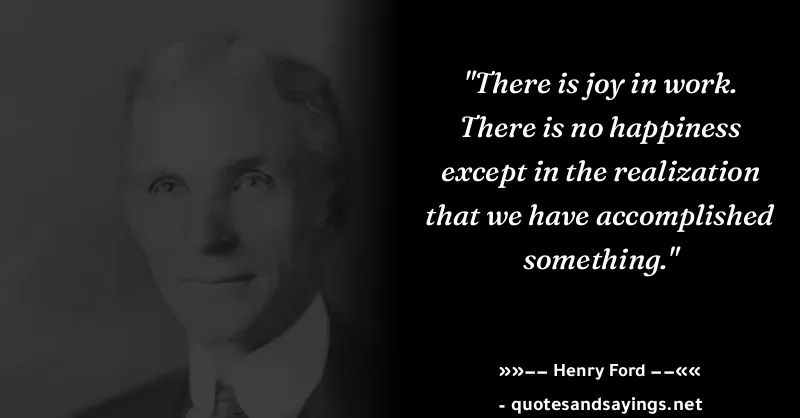 "There is joy in work.
There is no happiness
except in the realization
that we have accomplished
something."
»»–– Henry Ford ––««
- quotesandsayings.net